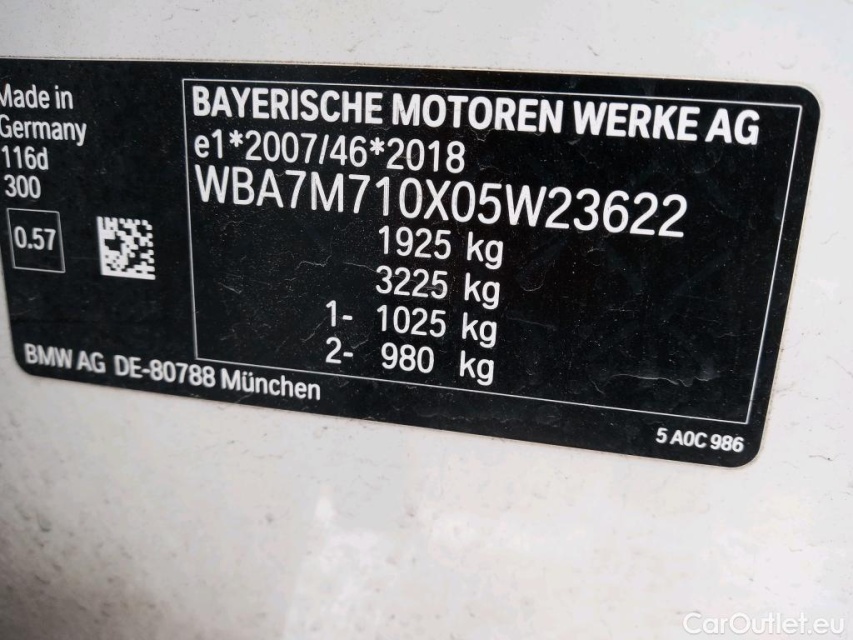 Made in
Germany
116d
300
0.57
BAYERISCHE MOTOREN WERKE AG
e1*2007/46*2018
WBA7M710X05W23622
1925 kg
3225 kg
1- 1025 kg
2- 980 kg
BMW AG DE-80788 München
5 A0C 986
CarOutlet.eu